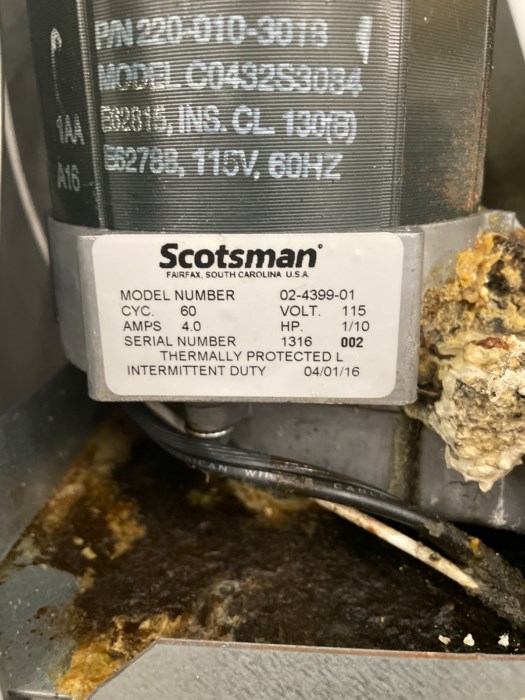 P/N 220-010-3018
MODEL C0432S3084
1AA E62815, INS. CL. 130(B)
A16 E62788, 115V, 60HZ
Scotsman
FAIRFAX, SOUTH CAROLINA U.S.A.
MODEL NUMBER 02-4399-01
CYC. 60 VOLT. 115
AMPS 4.0 HP. 1/10
SERIAL NUMBER 1316 002
THERMALLY PROTECTED L
INTERMITTENT DUTY 04/01/16